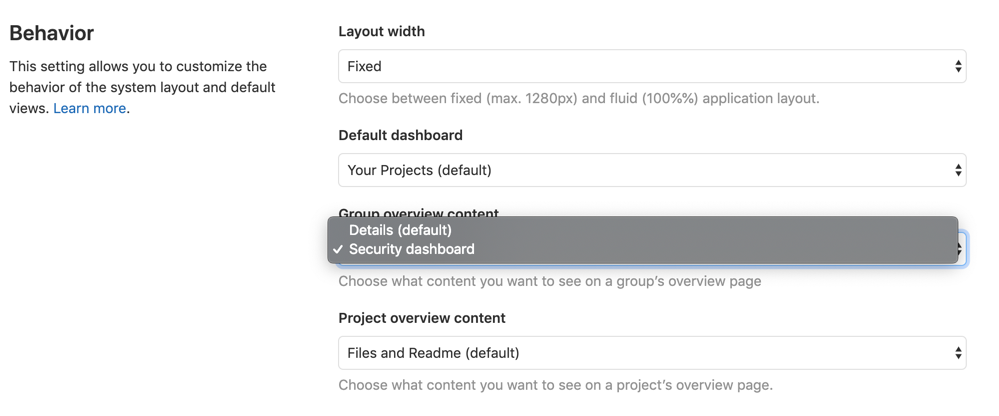 Behavior
This setting allows you to customize the
behavior of the system layout and default
views. Learn more.
Layout width
Fixed
Choose between fixed (max. 1280px) and fluid (100%%) application layout.
Default dashboard
Your Projects (default)
Group overview content
Details (default)
✓ Security dashboard
Choose what content you want to see on a group’s overview page
Project overview content
Files and Readme (default)
Choose what content you want to see on a project’s overview page.